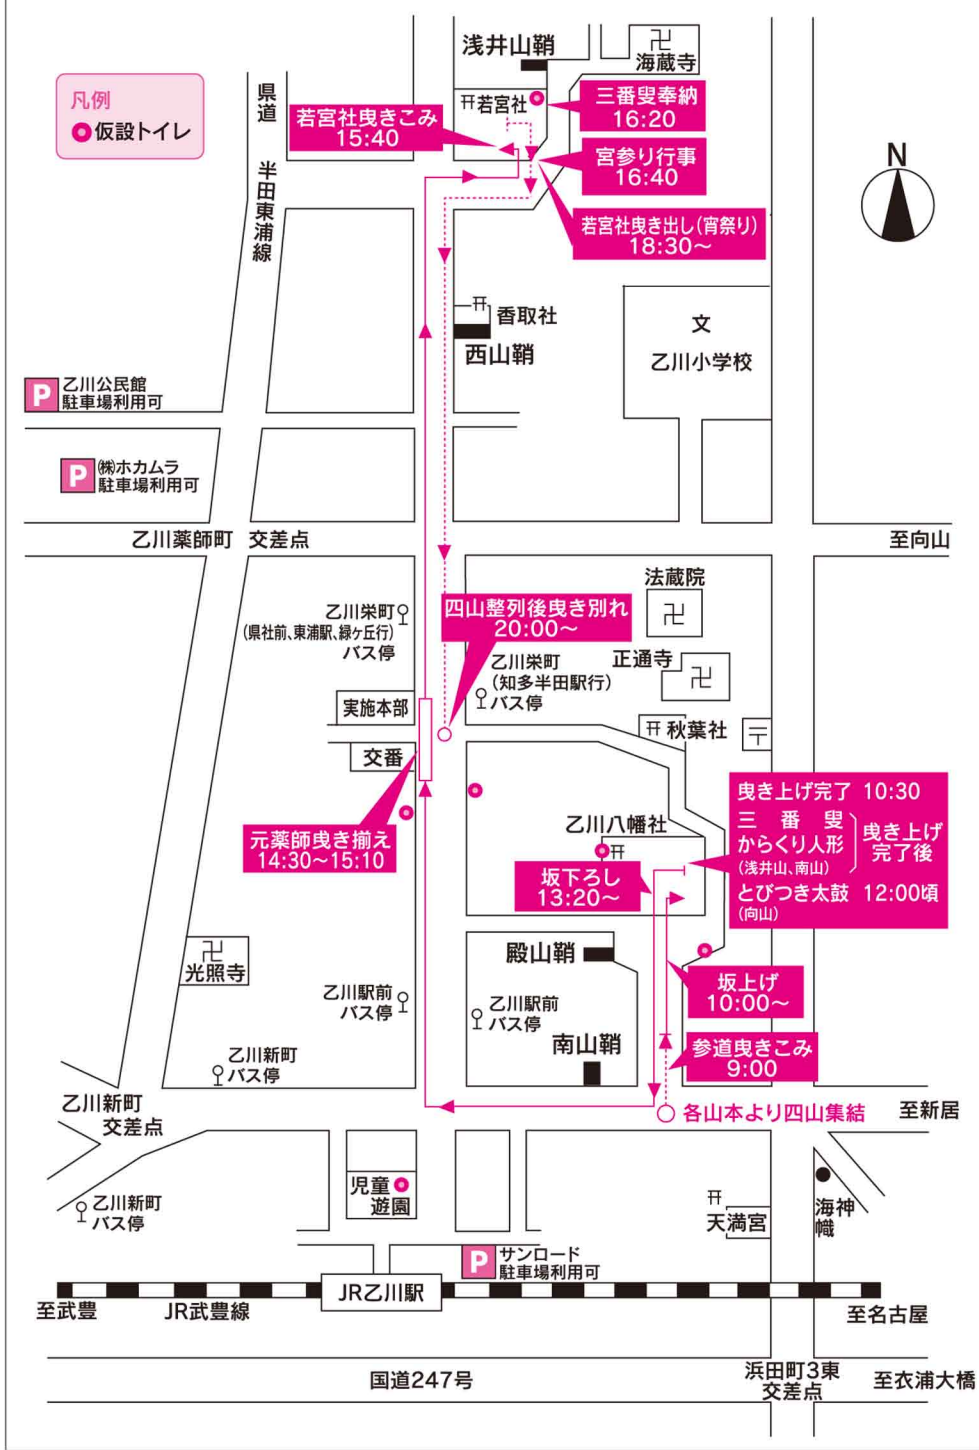 浅井山鞘
海蔵寺
凡例
仮設トイレ
県道 半田東浦線
若宮社
三番叟奉納
16:20
若宮社曳きこみ
15:40
宮参り行事
16:40
N
若宮社曳き出し(宵祭り)
18:30～
香取社
西山鞘
文
乙川小学校
P
乙川公民館
駐車場利用可
P
㈱ホカムラ
駐車場利用可
乙川薬師町 交差点
至向山
法蔵院
乙川栄町
(県社前、東浦駅、緑ヶ丘行)
バス停
四山整列後曳き別れ
20:00～
乙川栄町
(知多半田駅行)
バス停
正通寺
実施本部
秋葉社
交番
元薬師曳き揃え
14:30～15:10
乙川八幡社
曳き上げ完了 10:30
三番叟
からくり人形
(浅井山、南山)
曳き上げ
完了後
とびつき太鼓 12:00頃
(向山)
坂下ろし
13:20～
殿山鞘
光照寺
坂上げ
10:00～
乙川駅前
バス停
乙川駅前
バス停
南山鞘
参道曳きこみ
9:00
乙川新町
バス停
乙川新町
交差点
各山本より四山集結
至新居
児童
遊園
乙川新町
バス停
天満宮
海神
幟
P
サンロード
駐車場利用可
JR乙川駅
至武豊
JR武豊線
至名古屋
国道247号
浜田町3東
交差点
至衣浦大橋